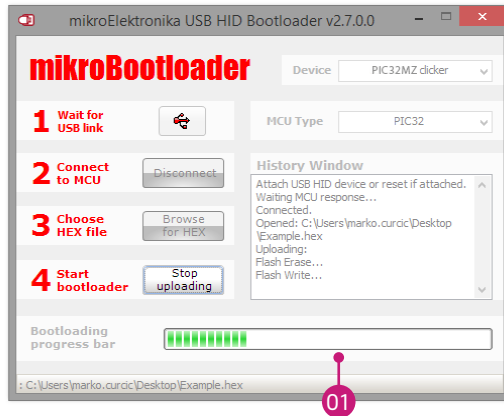 mikroElektronika USB HID Bootloader v2.7.0.0
mikroBootloader
Device
PIC32MZ clicker
1 Wait for
USB link
MCU Type
PIC32
2 Connect
to MCU
Disconnect
3 Choose
HEX file
Browse
for HEX
4 Start
bootloader
Stop
uploading
History Window
Attach USB HID device or reset if attached.
Waiting MCU response...
Connected.
Opened: C:\Users\marko.curcic\Desktop
\Example.hex
Uploading:
Flash Erase...
Flash Write...
Bootloading
progress bar
: C:\Users\marko.curcic\Desktop\Example.hex
01